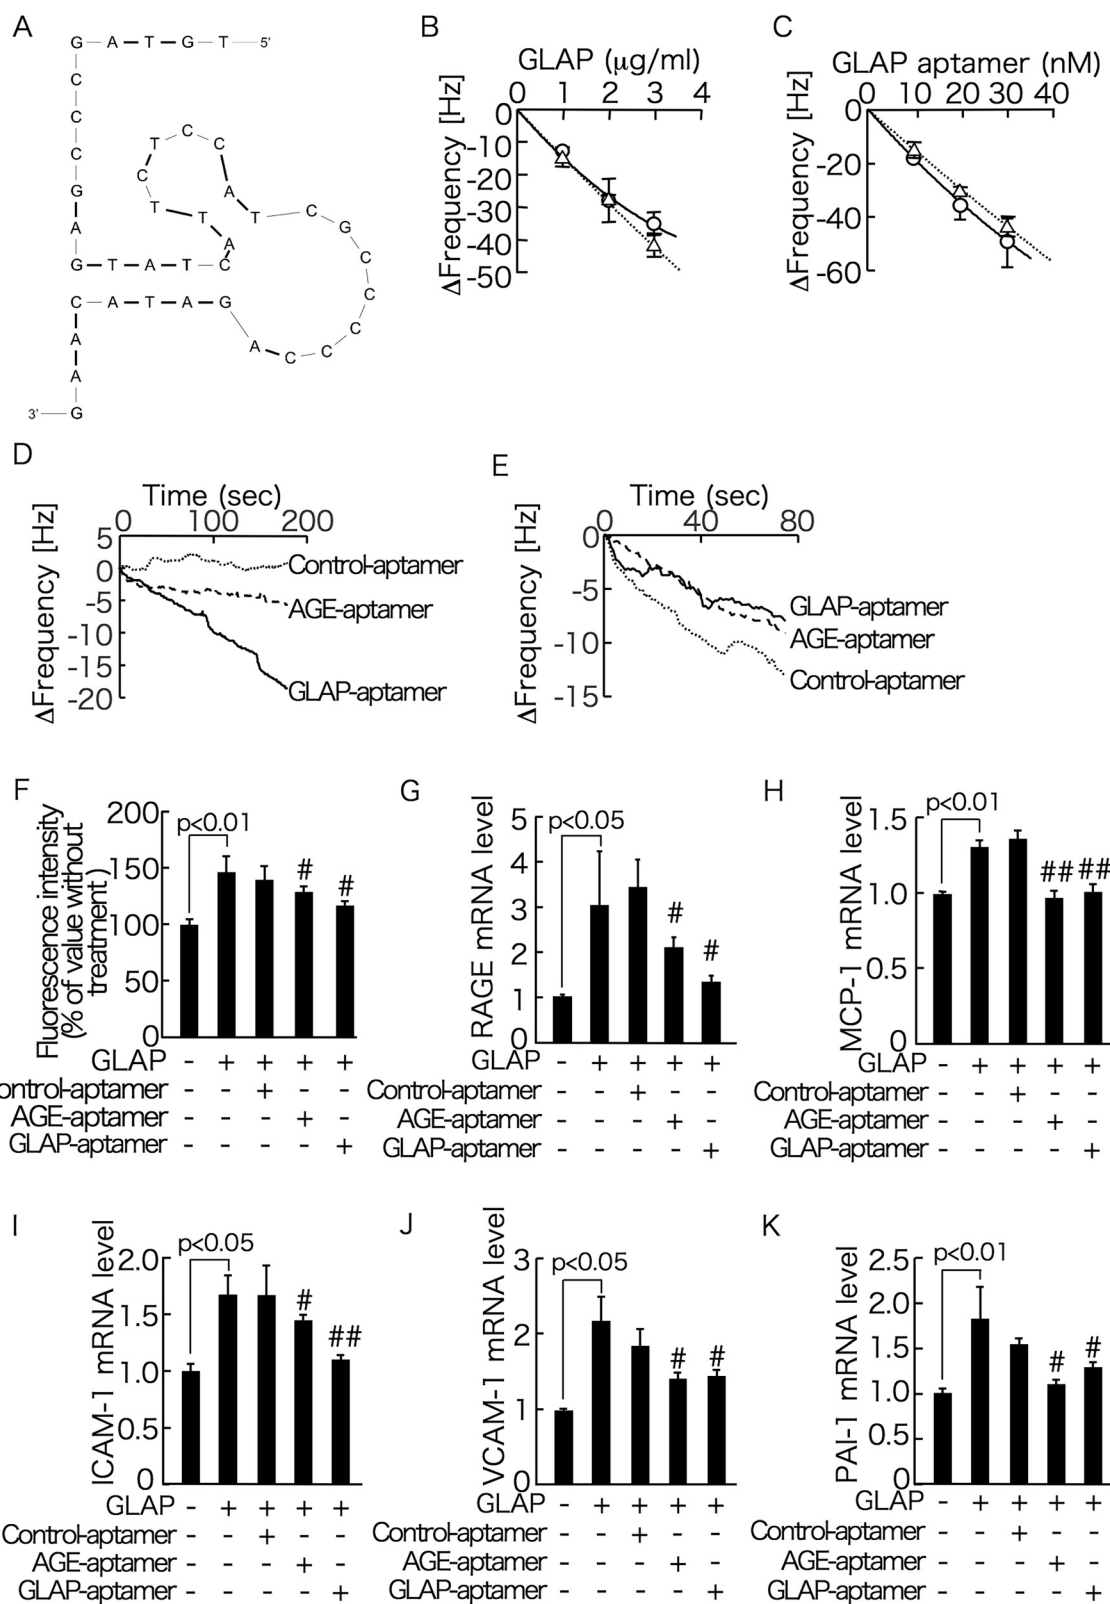 A
G A T G T 5'
C
C
C
G
A
G T A T C
A
T
T
C
T
C
C
A
T
C
G
C
C
C
C
C
A
C A T A G
A
A
3' G
B
GLAP (μg/ml)
0 1 2 3 4
ΔFrequency [Hz]
0
-10
-20
-30
-40
-50
C
GLAP aptamer (nM)
0 10 20 30 40
ΔFrequency [Hz]
0
-20
-40
-60
D
Time (sec)
0 100 200
ΔFrequency [Hz]
5
0
-5
-10
-15
-20
Control-aptamer
AGE-aptamer
GLAP-aptamer
E
Time (sec)
0 40 80
ΔFrequency [Hz]
0
-5
-10
-15
GLAP-aptamer
AGE-aptamer
Control-aptamer
F
Fluorescence intensity
(% of value without
treatment)
200
150
100
50
0
p<0.01
# #
GLAP - + + + +
ontrol-aptamer - - + - -
AGE-aptamer - - - + -
GLAP-aptamer - - - - +
G
RAGE mRNA level
5
4
3
2
1
0
p<0.05
# #
GLAP - + + + +
Control-aptamer - - + - -
AGE-aptamer - - - + -
GLAP-aptamer - - - - +
H
MCP-1 mRNA level
1.5
1.0
0.5
0
p<0.01
## ##
GLAP - + + + +
Control-aptamer - - + - -
AGE-aptamer - - - + -
GLAP-aptamer - - - - +
I
ICAM-1 mRNA level
2.0
1.5
1.0
0.5
0
p<0.05
# ##
GLAP - + + + +
Control-aptamer - - + - -
AGE-aptamer - - - + -
GLAP-aptamer - - - - +
J
VCAM-1 mRNA level
3
2
1
0
p<0.05
# #
GLAP - + + + +
Control-aptamer - - + - -
AGE-aptamer - - - + -
GLAP-aptamer - - - - +
K
PAI-1 mRNA level
2.5
2.0
1.5
1.0
0.5
0
p<0.01
# #
GLAP - + + + +
Control-aptamer - - + - -
AGE-aptamer - - - + -
GLAP-aptamer - - - - +